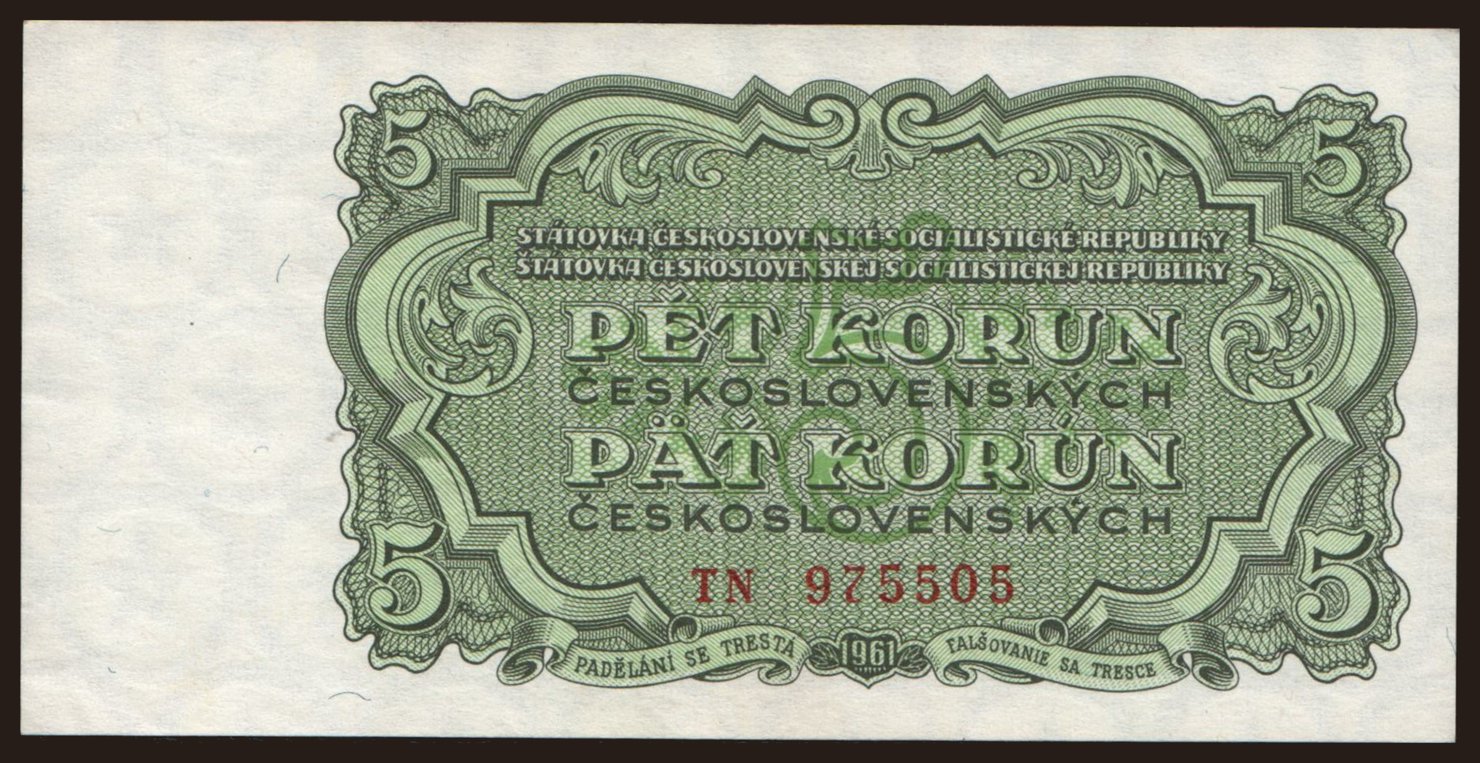 5 5
STÁTOVKA ČESKOSLOVENSKÉ SOCIALISTICKÉ REPUBLIKY
ŠTÁTOVKA ČESKOSLOVENSKEJ SOCIALISTICKEJ REPUBLIKY
PĚT KORUN
ČESKOSLOVENSKÝCH
PÄŤ KORÚN
ČESKOSLOVENSKÝCH
5 5
TN 975505
PADĚLÁNÍ SE TRESTÁ 1961 FALŠOVANIE SA TRESCE